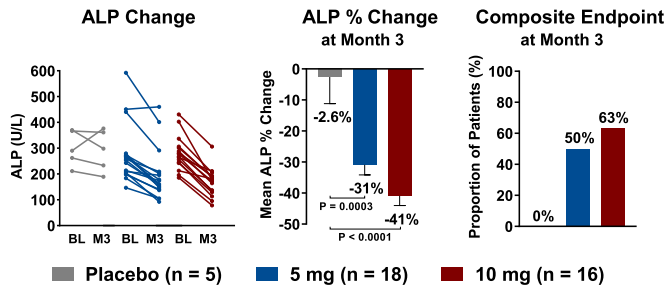 ALP Change
ALP (U/L)
600
500
400
300
200
100
0
BL M3 BL M3 BL M3
ALP % Change
at Month 3
Mean ALP % Change
0
-10
-20
-30
-40
-50
-2.6%
-31%
-41%
P = 0.0003
P < 0.0001
Composite Endpoint
at Month 3
Proportion of Patients (%)
100
80
60
40
20
0
0%
50%
63%
Placebo (n = 5)
5 mg (n = 18)
10 mg (n = 16)